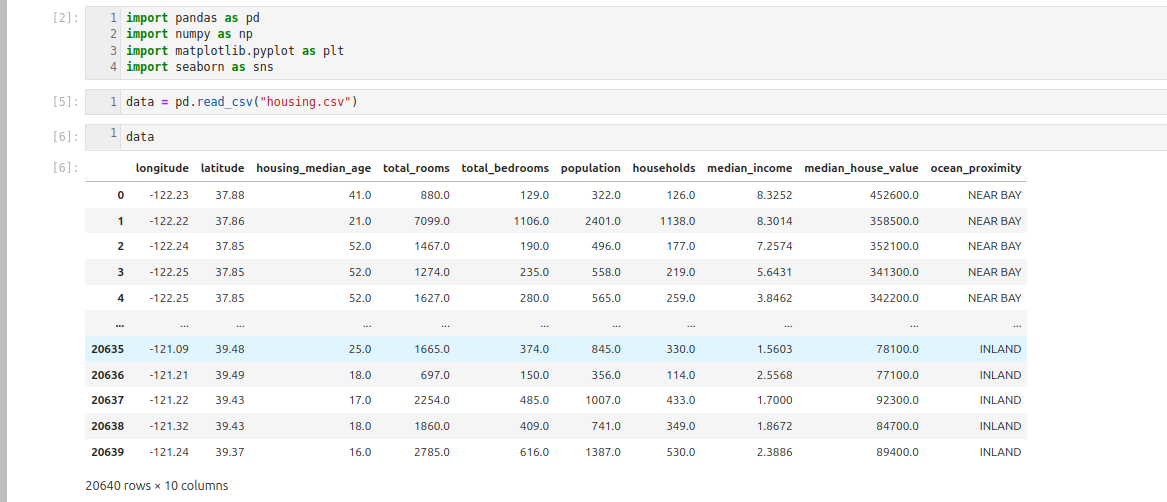 [2]: 1 import pandas as pd
2 import numpy as np
3 import matplotlib.pyplot as plt
4 import seaborn as sns
[5]: 1 data = pd.read_csv("housing.csv")
[6]: 1 data
[6]: longitude latitude housing_median_age total_rooms total_bedrooms population households median_income median_house_value ocean_proximity
0 -122.23 37.88 41.0 880.0 129.0 322.0 126.0 8.3252 452600.0 NEAR BAY
1 -122.22 37.86 21.0 7099.0 1106.0 2401.0 1138.0 8.3014 358500.0 NEAR BAY
2 -122.24 37.85 52.0 1467.0 190.0 496.0 177.0 7.2574 352100.0 NEAR BAY
3 -122.25 37.85 52.0 1274.0 235.0 558.0 219.0 5.6431 341300.0 NEAR BAY
4 -122.25 37.85 52.0 1627.0 280.0 565.0 259.0 3.8462 342200.0 NEAR BAY
... ... ... ... ... ... ... ... ... ... ...
20635 -121.09 39.48 25.0 1665.0 374.0 845.0 330.0 1.5603 78100.0 INLAND
20636 -121.21 39.49 18.0 697.0 150.0 356.0 114.0 2.5568 77100.0 INLAND
20637 -121.22 39.43 17.0 2254.0 485.0 1007.0 433.0 1.7000 92300.0 INLAND
20638 -121.32 39.43 18.0 1860.0 409.0 741.0 349.0 1.8672 84700.0 INLAND
20639 -121.24 39.37 16.0 2785.0 616.0 1387.0 530.0 2.3886 89400.0 INLAND
20640 rows × 10 columns